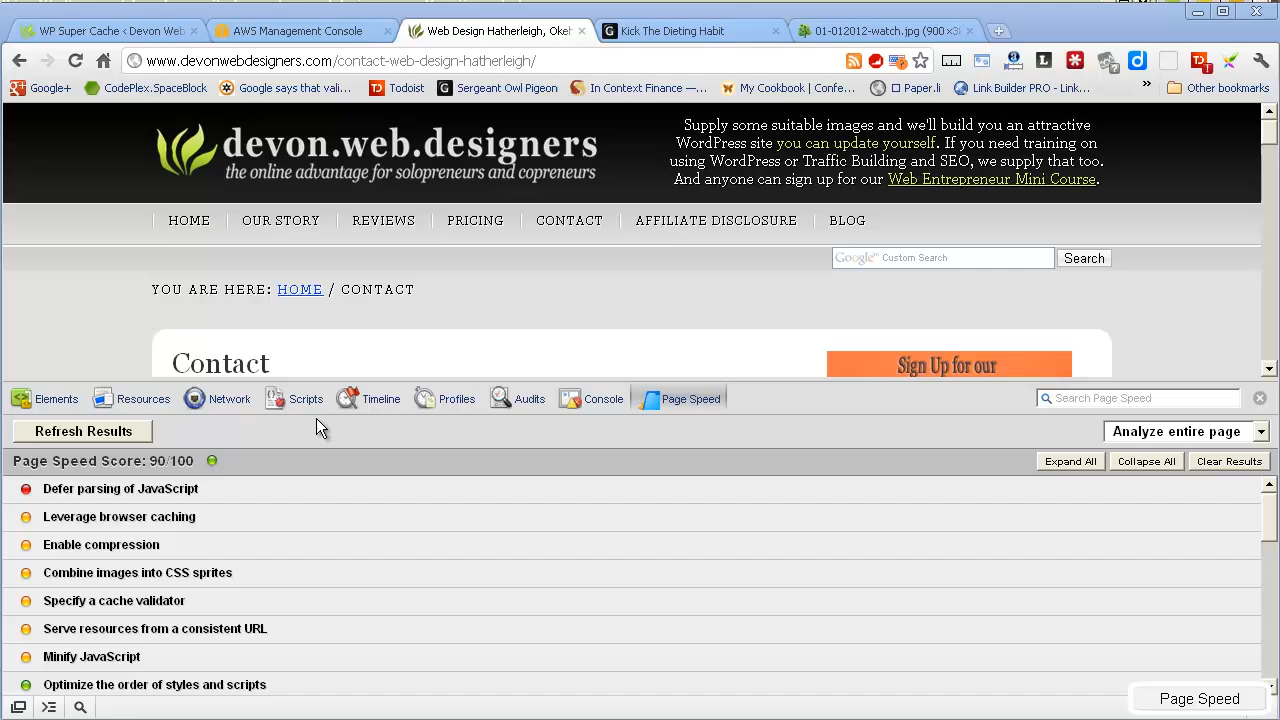 WP Super Cache ‹ Devon Web
AWS Management Console
Web Design Hatherleigh, Okel
Kick The Dieting Habit
01-012012-catch.jpg (900×3
www.devonwebdesigners.com/contact-web-design-hatherleigh/
Google+
CodePlex.SpaceBlock
Google says that vali...
Todoist
Sergeant Owl Pigeon
In Context Finance —...
My Cookbook | Confe...
Paper.li
Link Builder PRO - Lnk...
»
Other bookmarks
devon.web.designers
the online advantage for solopreneurs and copreneurs
Supply some suitable images and we'll build you an attractive
WordPress site you can update yourself. If you need training on
using WordPress or Traffic Building and SEO, we supply that too.
And anyone can sign up for our Web Entrepreneur Mini Course.
HOME
OUR STORY
REVIEWS
PRICING
CONTACT
AFFILIATE DISCLOSURE
BLOG
Google™ Custom Search
Search
YOU ARE HERE: HOME / CONTACT
Contact
Sign Up for our
Elements
Resources
Network
Scripts
Timeline
Profiles
Audits
Console
Page Speed
Search Page Speed
Refresh Results
Analyze entire page
Page Speed Score: 90/100
Expand All
Collapse All
Clear Results
Defer parsing of JavaScript
Leverage browser caching
Enable compression
Combine images into CSS sprites
Specify a cache validator
Serve resources from a consistent URL
Minify JavaScript
Optimize the order of styles and scripts
Page Speed